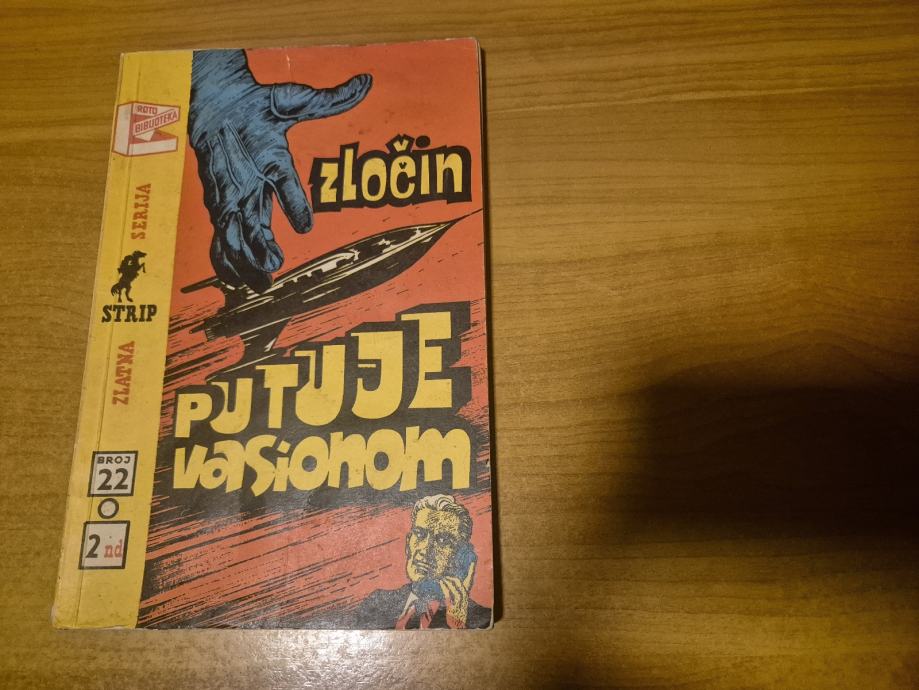 ROTO
BIBLIOTEKA
ZLATNA SERIJA
STRIP
BROJ
22
2 nd
zločin
PUTUJE
vasionom